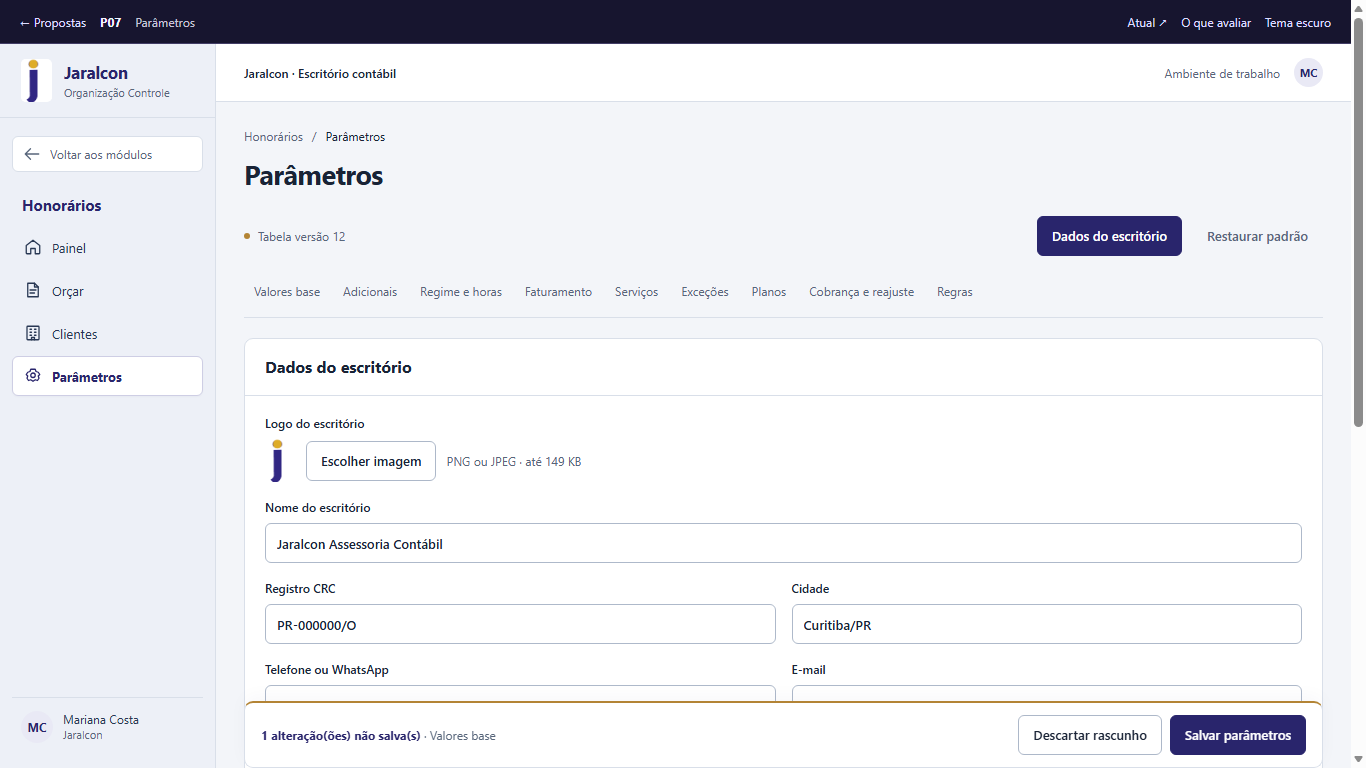 ← Propostas P07 Parâmetros Atual ↗ O que avaliar Tema escuro
Jaralcon
Organização Controle
Jaralcon · Escritório contábil
Ambiente de trabalho MC
Voltar aos módulos
Honorários
Painel
Orçar
Clientes
Parâmetros
MC
Mariana Costa
Jaralcon
Honorários / Parâmetros
Parâmetros
Tabela versão 12
Dados do escritório
Restaurar padrão
Valores base Adicionais Regime e horas Faturamento Serviços Exceções Planos Cobrança e reajuste Regras
Dados do escritório
Logo do escritório
j
Escolher imagem
PNG ou JPEG · até 149 KB
Nome do escritório
Jaralcon Assessoria Contábil
Registro CRC
PR-000000/O
Cidade
Curitiba/PR
Telefone ou WhatsApp
E-mail
1 alteração(ões) não salva(s) · Valores base
Descartar rascunho
Salvar parâmetros